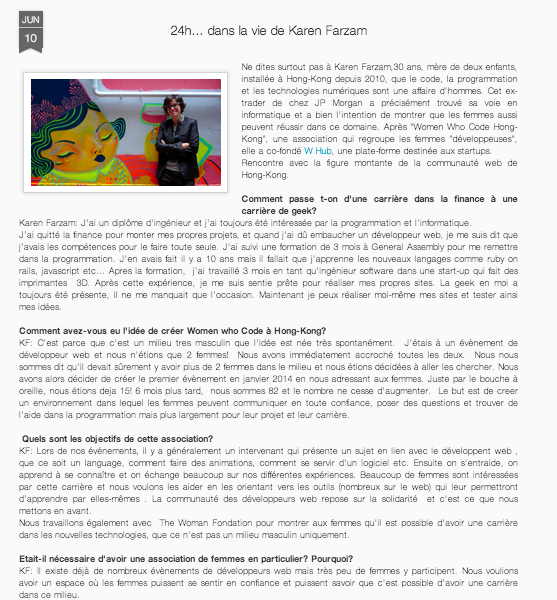 JUN
10
24h... dans la vie de Karen Farzam
Ne dites surtout pas à Karen Farzam,30 ans, mère de deux enfants,
installée à Hong-Kong depuis 2010, que le code, la programmation
et les technologies numériques sont une affaire d'hommes. Cet ex-
trader de chez JP Morgan a précisément trouvé sa voie en
informatique et a bien l'intention de montrer que les femmes aussi
peuvent réussir dans ce domaine. Après "Women Who Code Hong-
Kong", une association qui regroupe les femmes "développeuses",
elle a co-fondé W Hub, une plate-forme destinée aux startups.
Rencontre avec la figure montante de la communauté web de
Hong-Kong.
Comment passe t-on d'une carrière dans la finance à une
carrière de geek?
Karen Farzam: J'ai un diplôme d'ingénieur et j'ai toujours été intéressée par la programmation et l'informatique.
J'ai quitté la finance pour monter mes propres projets, et quand j'ai dû embaucher un développeur web, je me suis dit que
j'avais les compétences pour le faire toute seule. J'ai suivi une formation de 3 mois à General Assembly pour me remettre
dans la programmation. J'en avais fait il y a 10 ans mais il fallait que j'apprenne les nouveaux langages comme ruby on
rails, javascript etc... Apres la formation, j'ai travaillé 3 mois en tant qu'ingénieur software dans une start-up qui fait des
imprimantes 3D. Après cette expérience, je me suis sentie prête pour réaliser mes propres sites. La geek en moi a
toujours été présente, il ne me manquait que l'occasion. Maintenant je peux réaliser moi-même mes sites et tester ainsi
mes idées.
Comment avez-vous eu l'idée de créer Women who Code à Hong-Kong?
KF: C'est parce que c'est un milieu tres masculin que l'idée est née très spontanément. J'étais à un évènement de
développeur web et nous n'étions que 2 femmes! Nous avons immédiatement accroché toutes les deux. Nous nous
sommes dit qu'il devait sûrement y avoir plus de 2 femmes dans le milieu et nous étions décidées à aller les chercher. Nous
avons alors décider de créer le premier évènement en janvier 2014 en nous adressant aux femmes. Juste par le bouche à
oreille, nous étions deja 15! 6 mois plus tard, nous sommes 82 et le nombre ne cesse d'augmenter. Le but est de creer
un environnement dans lequel les femmes peuvent communiquer en toute confiance, poser des questions et trouver de
l'aide dans la programmation mais plus largement pour leur projet et leur carrière.
Quels sont les objectifs de cette association?
KF: Lors de nos événements, il y a généralement un intervenant qui présente un sujet en lien avec le développent web ,
que ce soit un language, comment faire des animations, comment se servir d'un logiciel etc. Ensuite on s'entraide, on
apprend à se connaître et on échange beaucoup sur nos différentes expériences. Beaucoup de femmes sont intéressées
par cette carrière et nous voulons les aider en les orientant vers les outils (nombreux sur le web) qui leur permettront
d'apprendre par elles-mêmes . La communauté des développeurs web repose sur la solidarité et c'est ce que nous
mettons en avant.
Nous travaillons également avec The Woman Fondation pour montrer aux femmes qu'il est possible d'avoir une carrière
dans les nouvelles technologies, que ce n'est pas un milieu masculin uniquement.
Etait-il nécessaire d'avoir une association de femmes en particulier? Pourquoi?
KF: Il existe déjà de nombreux évènements de développeurs web mais très peu de femmes y participent. Nous voulions
avoir un espace où les femmes puissent se sentir en confiance et puissent savoir que c'est possible d'avoir une carrière
dans ce milieu.